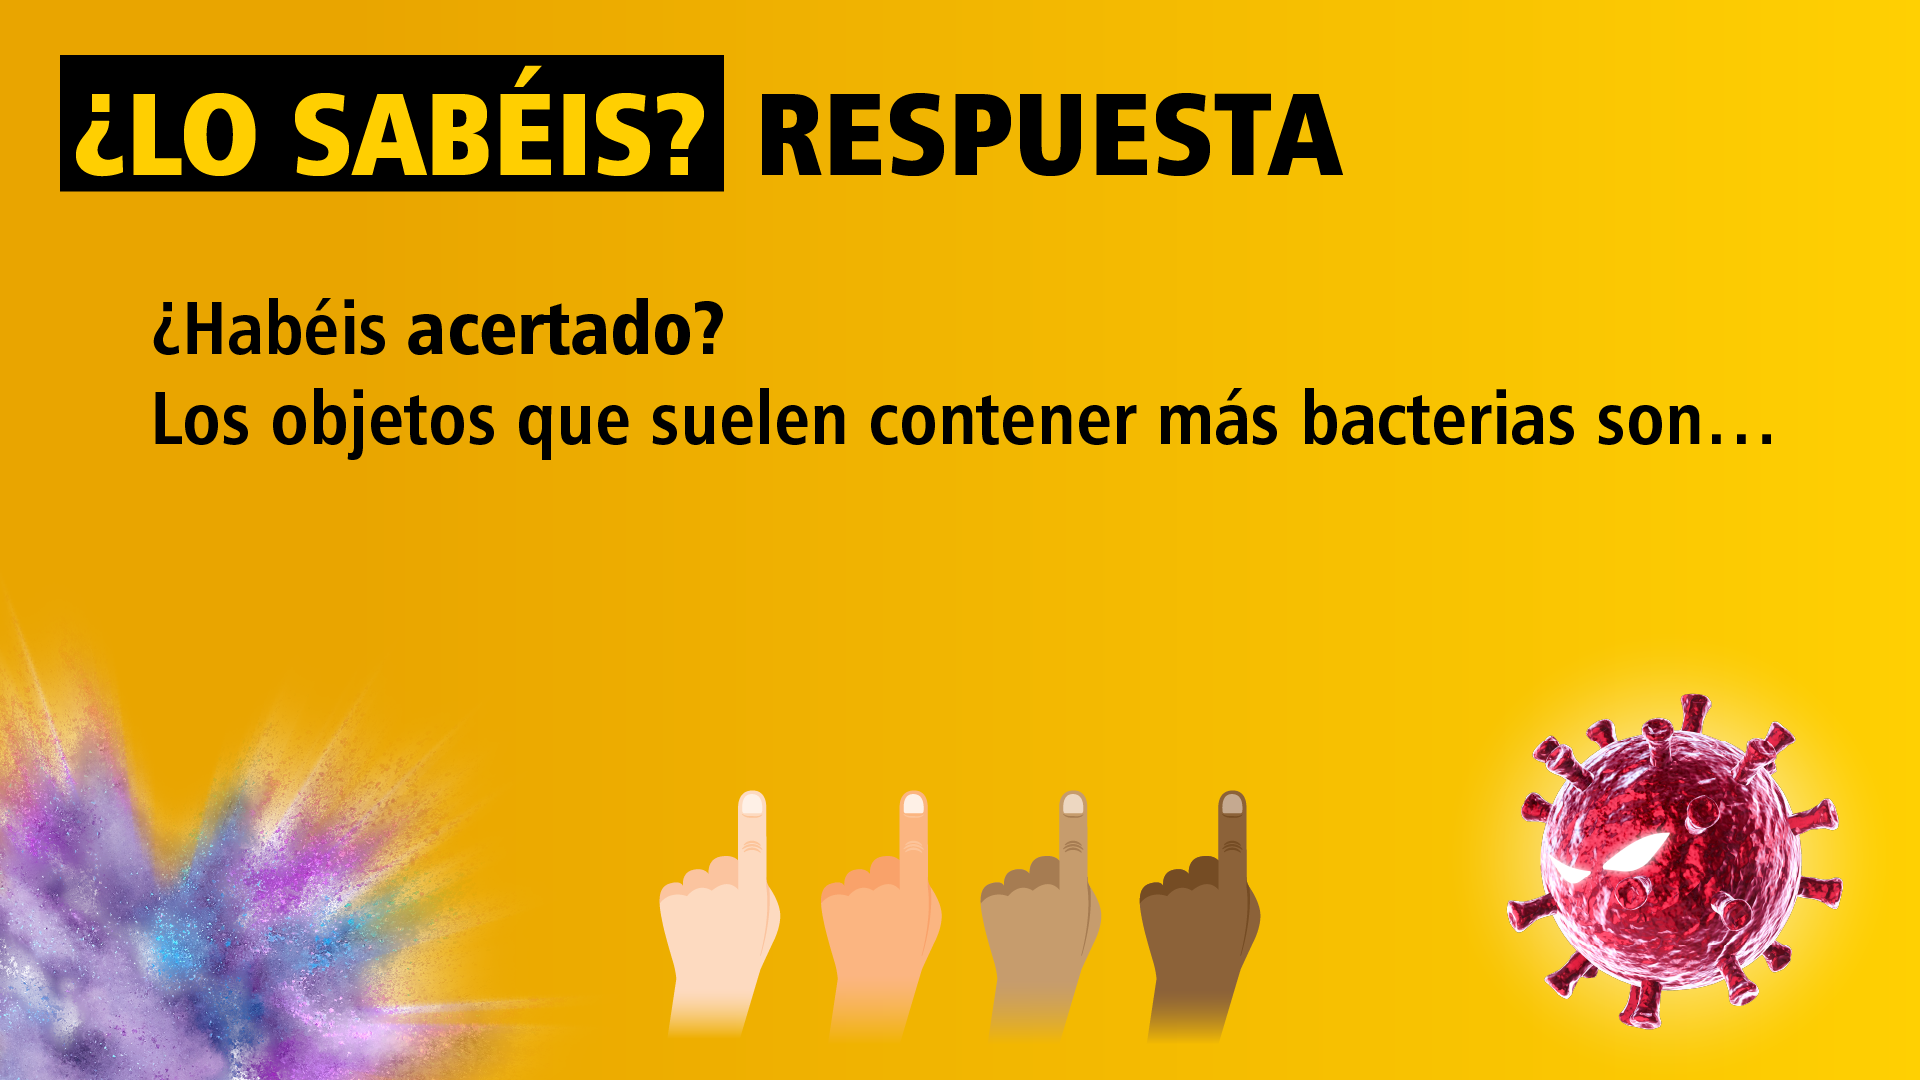 ¿LO SABÉIS? RESPUESTA
¿Habéis acertado?
Los objetos que suelen contener más bacterias son…